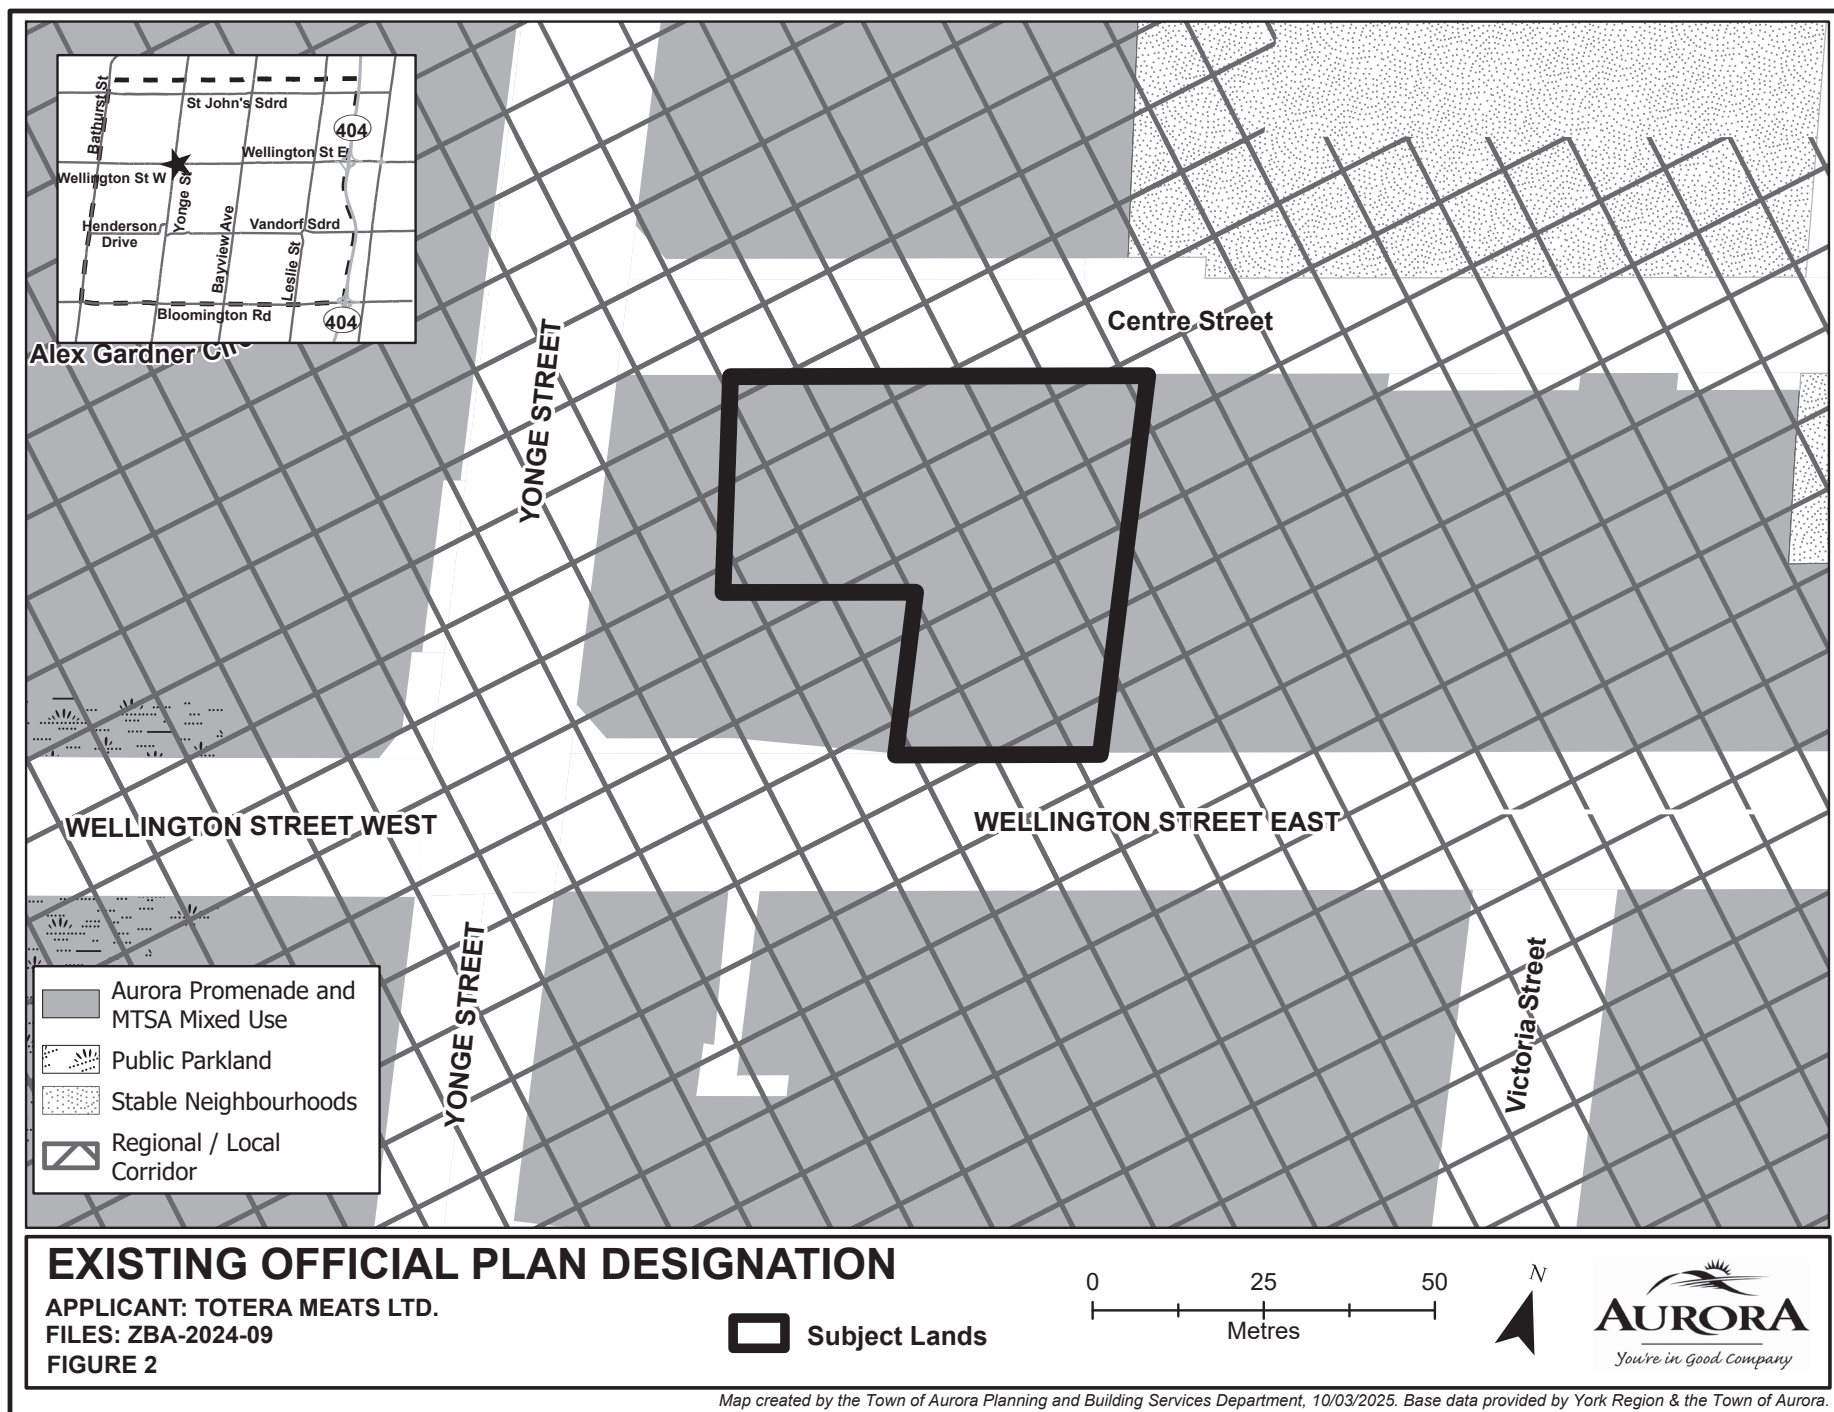 St John's Sdrd
Bathurst St
404
Wellington St E
Wellington St W
Yonge St
Henderson
Drive
Vandorf Sdrd
Bayview Ave
Leslie St
Bloomington Rd
404
Alex Gardner
Centre Street
YONGE STREET
WELLINGTON STREET WEST
WELLINGTON STREET EAST
YONGE STREET
Victoria Street
Aurora Promenade and
MTSA Mixed Use
Public Parkland
Stable Neighbourhoods
Regional / Local
Corridor
EXISTING OFFICIAL PLAN DESIGNATION
APPLICANT: TOTERA MEATS LTD.
FILES: ZBA-2024-09
FIGURE 2
Subject Lands
0 25 50
Metres
N
AURORA
You're in Good Company
Map created by the Town of Aurora Planning and Building Services Department, 10/03/2025. Base data provided by York Region & the Town of Aurora.